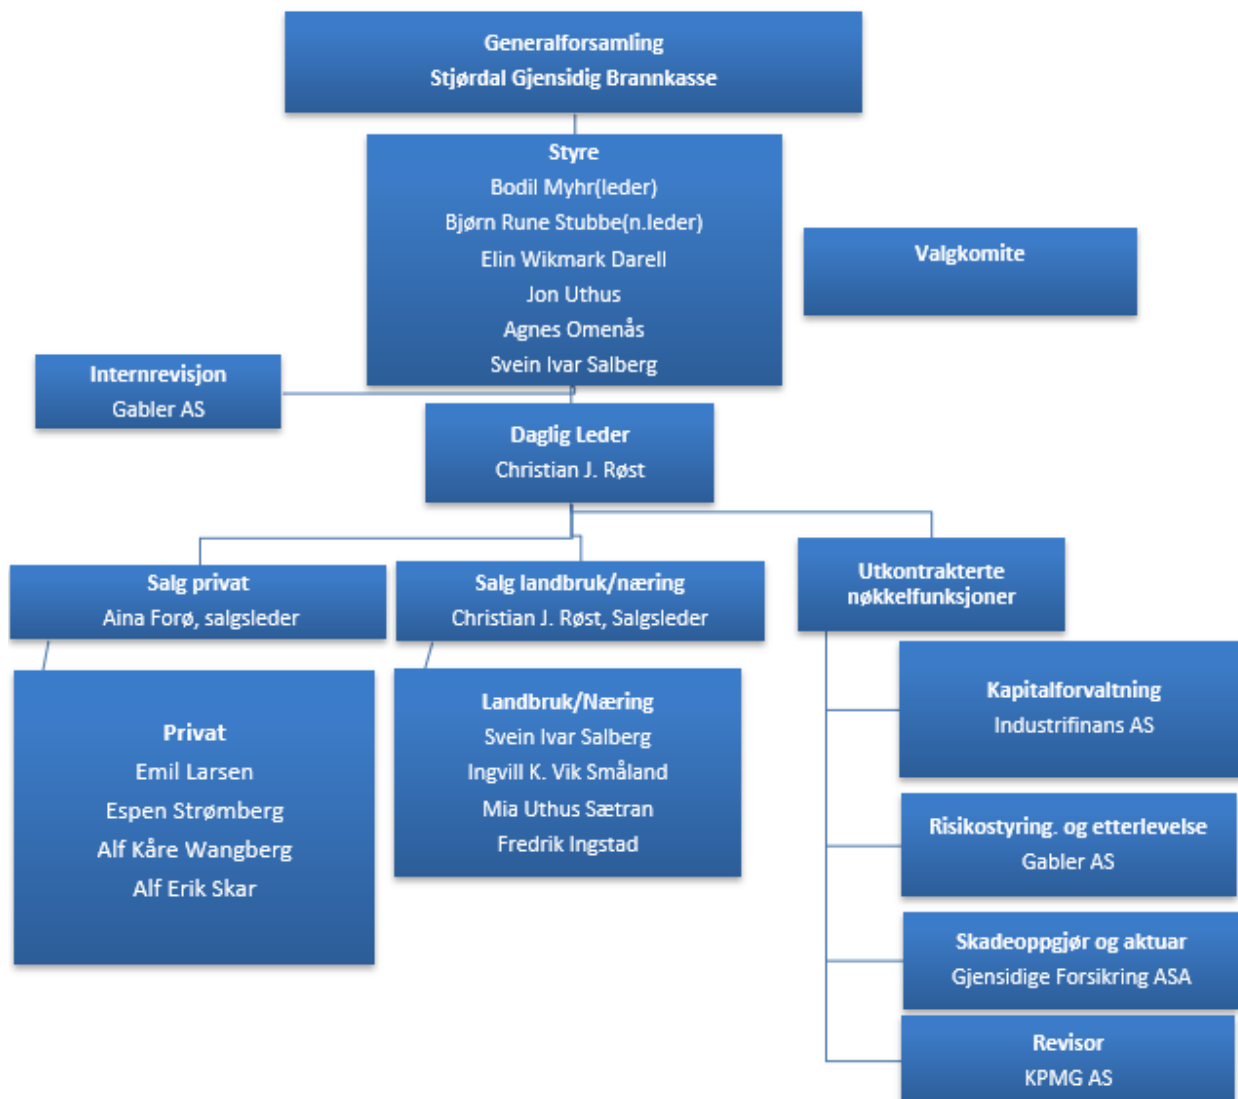 Generalforsamling
Stjørdal Gjensidig Brannkasse
Styre
Bodil Myhr(leder)
Bjørn Rune Stubbe(n.leder)
Elin Wikmark Darell
Jon Uthus
Agnes Omenås
Svein Ivar Salberg
Valgkomite
Internrevisjon
Gabler AS
Daglig Leder
Christian J. Røst
Salg privat
Aina Forø, salgsleder
Salg landbruk/næring
Christian J. Røst, Salgsleder
Utkontrakterte
nøkkelfunksjoner
Privat
Emil Larsen
Espen Strømberg
Alf Kåre Wangberg
Alf Erik Skar
Landbruk/Næring
Svein Ivar Salberg
Ingvill K. Vik Småland
Mia Uthus Sætran
Fredrik Ingstad
Kapitalforvaltning
Industrifinans AS
Risikostyring. og etterlevelse
Gabler AS
Skadeoppgjør og aktuar
Gjensidige Forsikring ASA
Revisor
KPMG AS